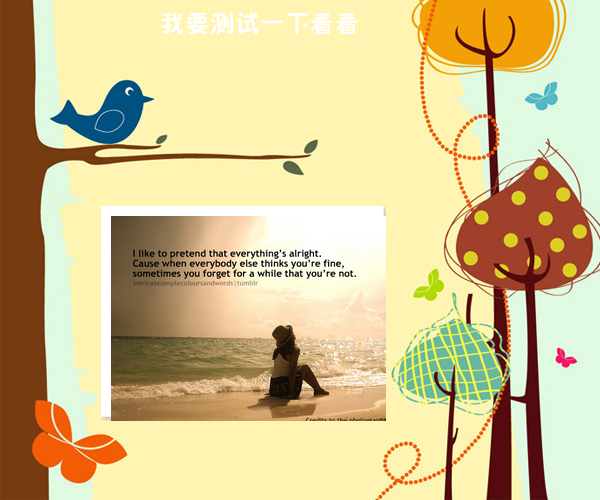 我要测试一下看看
I like to pretend that everything's alright.
Cause when everybody else thinks you're fine,
sometimes you forget for a while that you're not.
intricatesimplecoloursandwords|tumblr
Credits to the photograph